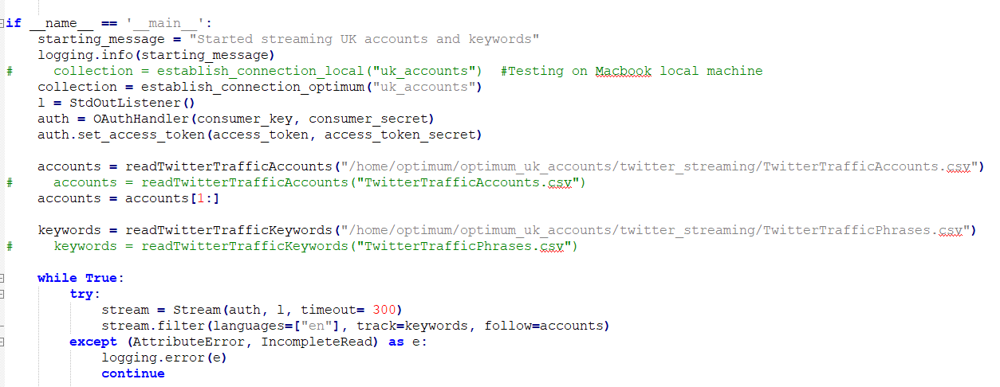 if __name__ == '__main__':
    starting_message = "Started streaming UK accounts and keywords"
    logging.info(starting_message)
#     collection = establish_connection_local("uk_accounts")  #Testing on Macbook local machine
    collection = establish_connection_optimum("uk_accounts")
    l = StdOutListener()
    auth = OAuthHandler(consumer_key, consumer_secret)
    auth.set_access_token(access_token, access_token_secret)

    accounts = readTwitterTrafficAccounts("/home/optimum/optimum_uk_accounts/twitter_streaming/TwitterTrafficAccounts.csv")
#     accounts = readTwitterTrafficAccounts("TwitterTrafficAccounts.csv")
    accounts = accounts[1:]

    keywords = readTwitterTrafficKeywords("/home/optimum/optimum_uk_accounts/twitter_streaming/TwitterTrafficPhrases.csv")
#     keywords = readTwitterTrafficKeywords("TwitterTrafficPhrases.csv")

    while True:
        try:
            stream = Stream(auth, l, timeout= 300)
            stream.filter(languages=["en"], track=keywords, follow=accounts)
        except (AttributeError, IncompleteRead) as e:
            logging.error(e)
            continue